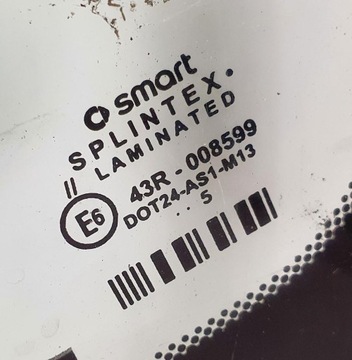 smart
SPLINTEX.
LAMINATED
II
E6 43R - 008599
DOT24-AS1-M13
. . 5